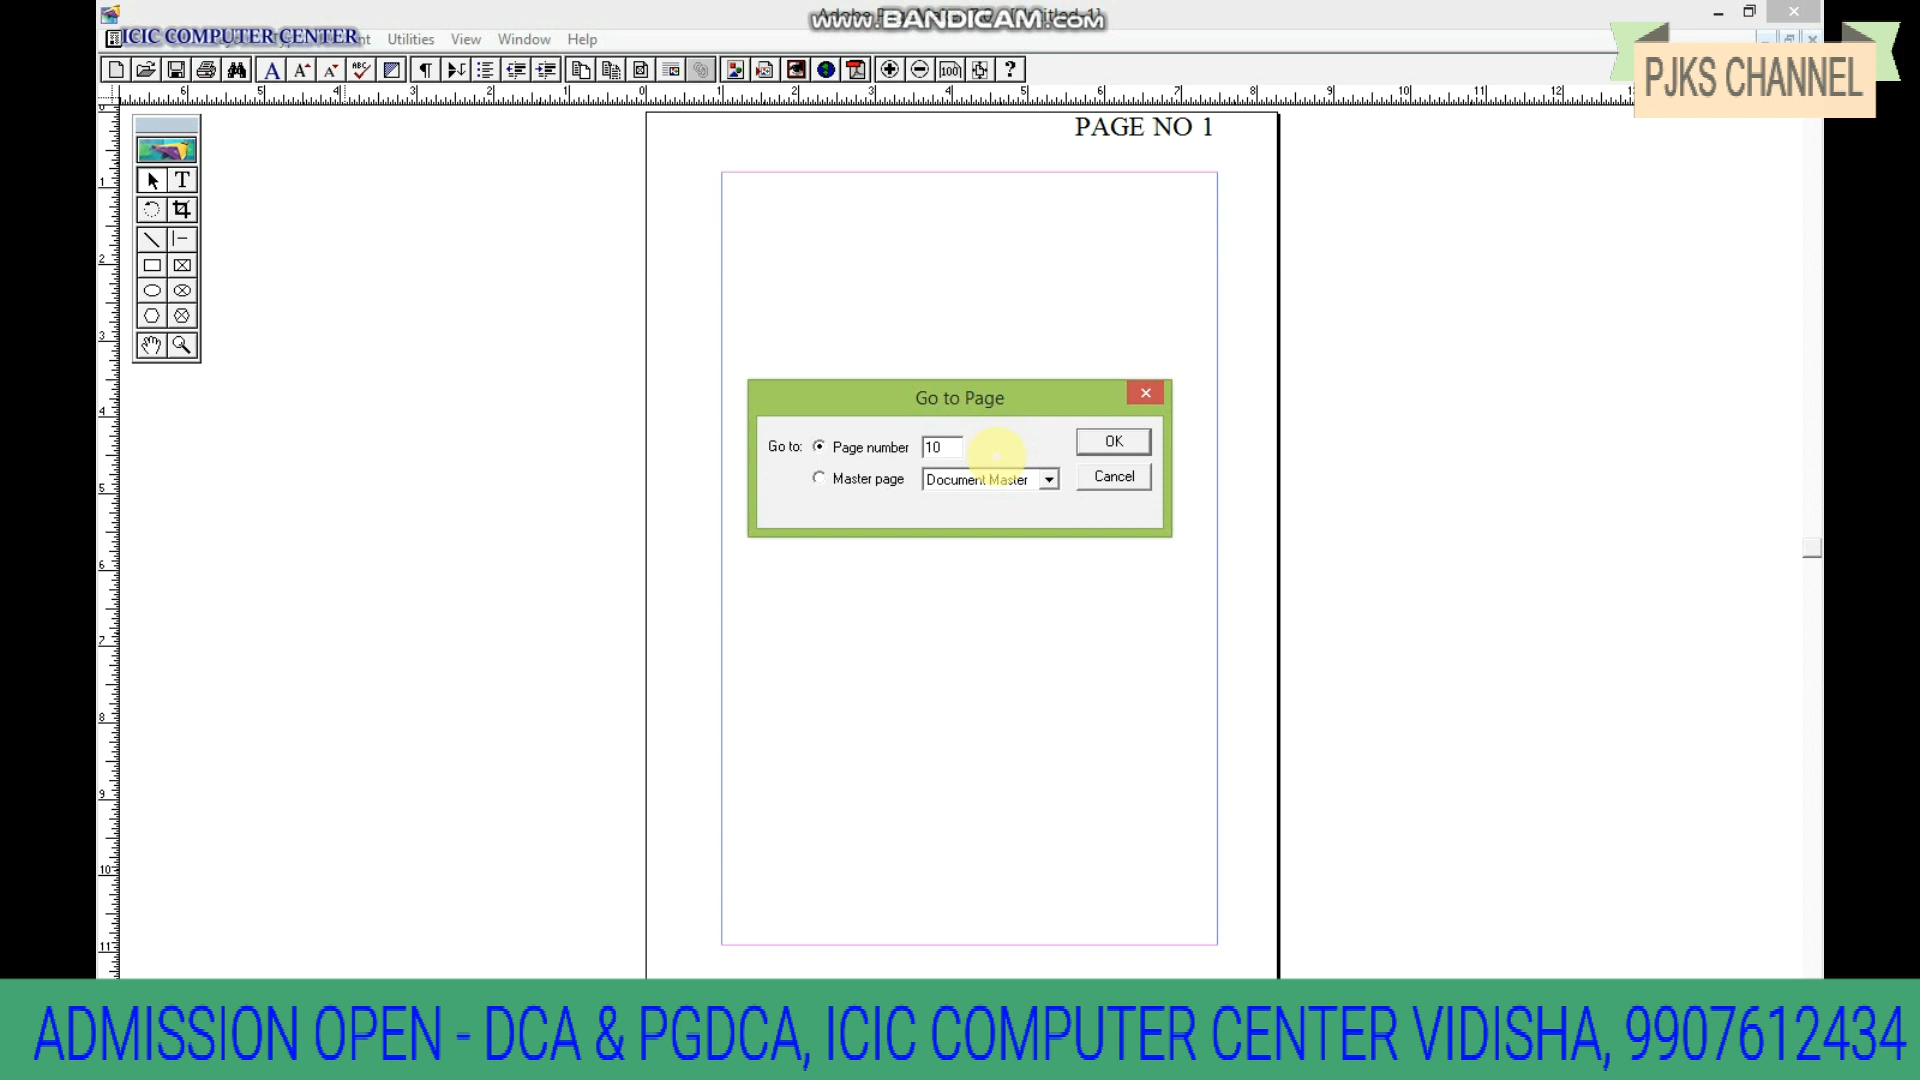 www.BANDICAM.com
ICIC COMPUTER CENTER
Utilities View Window Help
PJKS CHANNEL
PAGE NO 1
Go to Page
Go to: Page number 10 OK
Master page Document Master Cancel
ADMISSION OPEN - DCA & PGDCA, ICIC COMPUTER CENTER VIDISHA, 9907612434